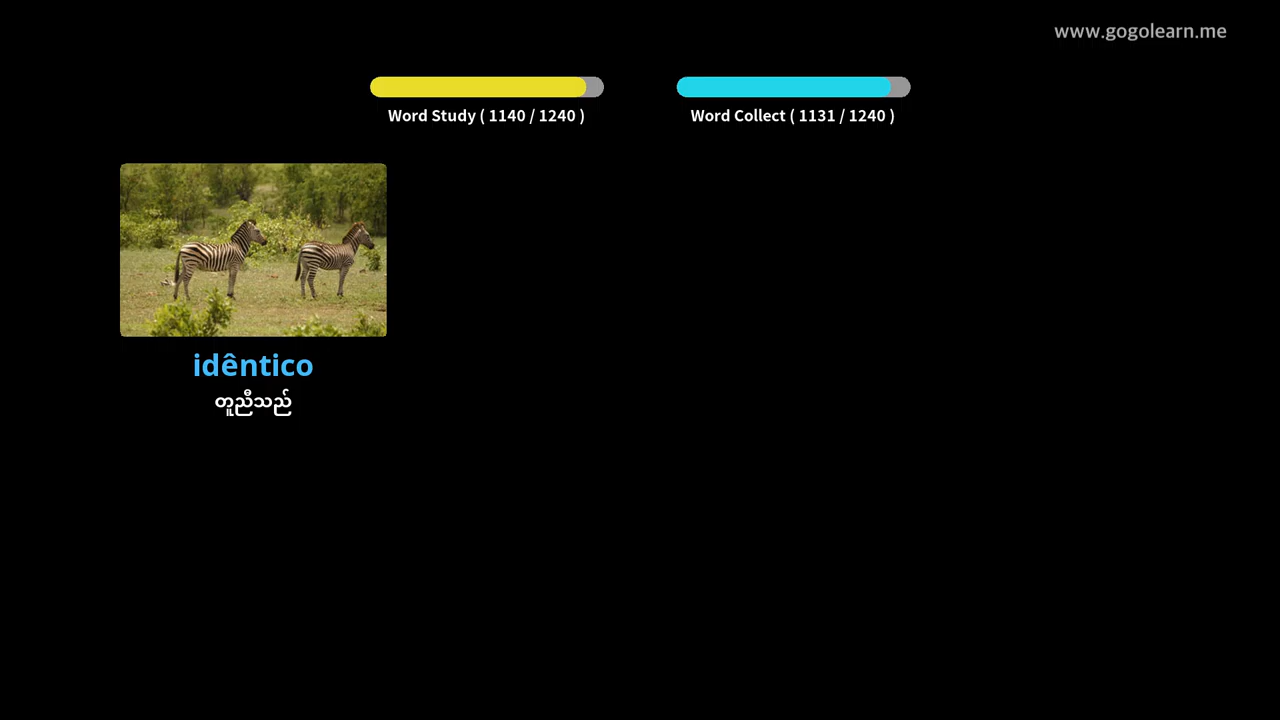 www.gogolearn.me
Word Study ( 1140 / 1240 )
Word Collect ( 1131 / 1240 )
idêntico
တူညီသည်